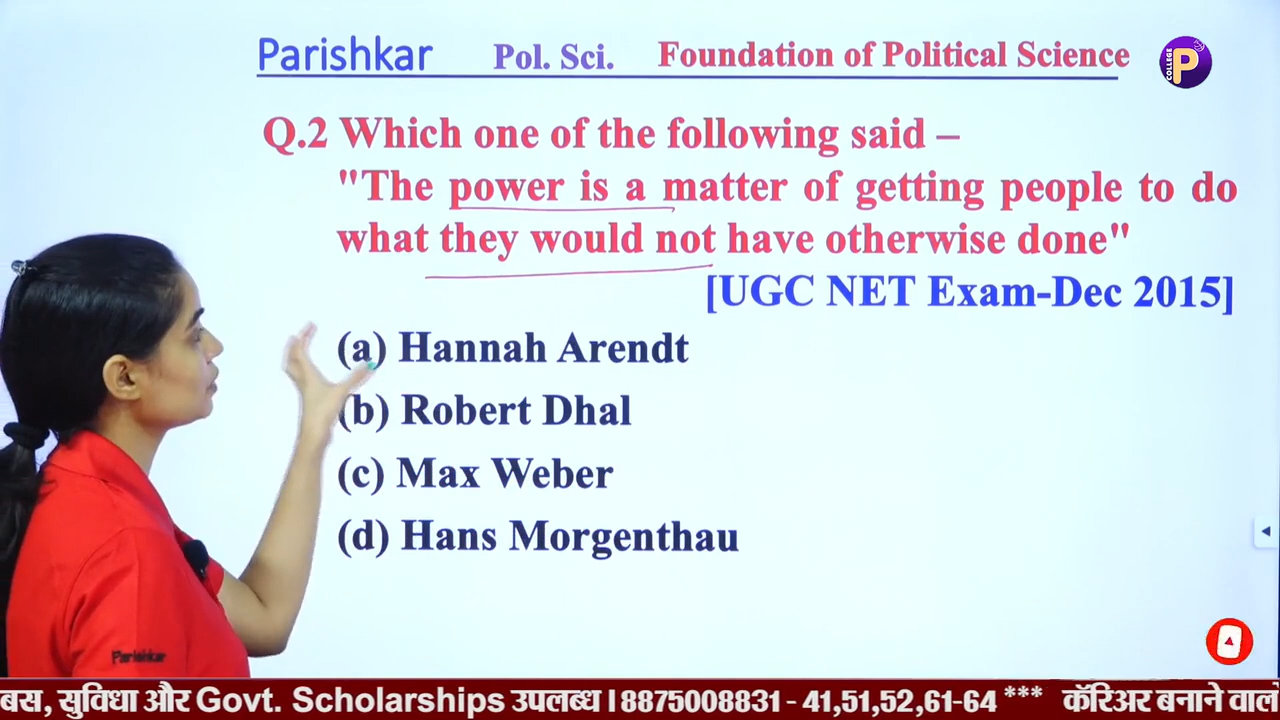 Parishkar Pol. Sci. Foundation of Political Science
COLLEGE P
Q.2 Which one of the following said –
"The power is a matter of getting people to do
what they would not have otherwise done"
[UGC NET Exam-Dec 2015]
(a) Hannah Arendt
(b) Robert Dhal
(c) Max Weber
(d) Hans Morgenthau
Parishkar
बस, सुविधा और Govt. Scholarships उपलब्ध । 8875008831 - 41,51,52,61-64 *** कॅरिअर बनाने वाले